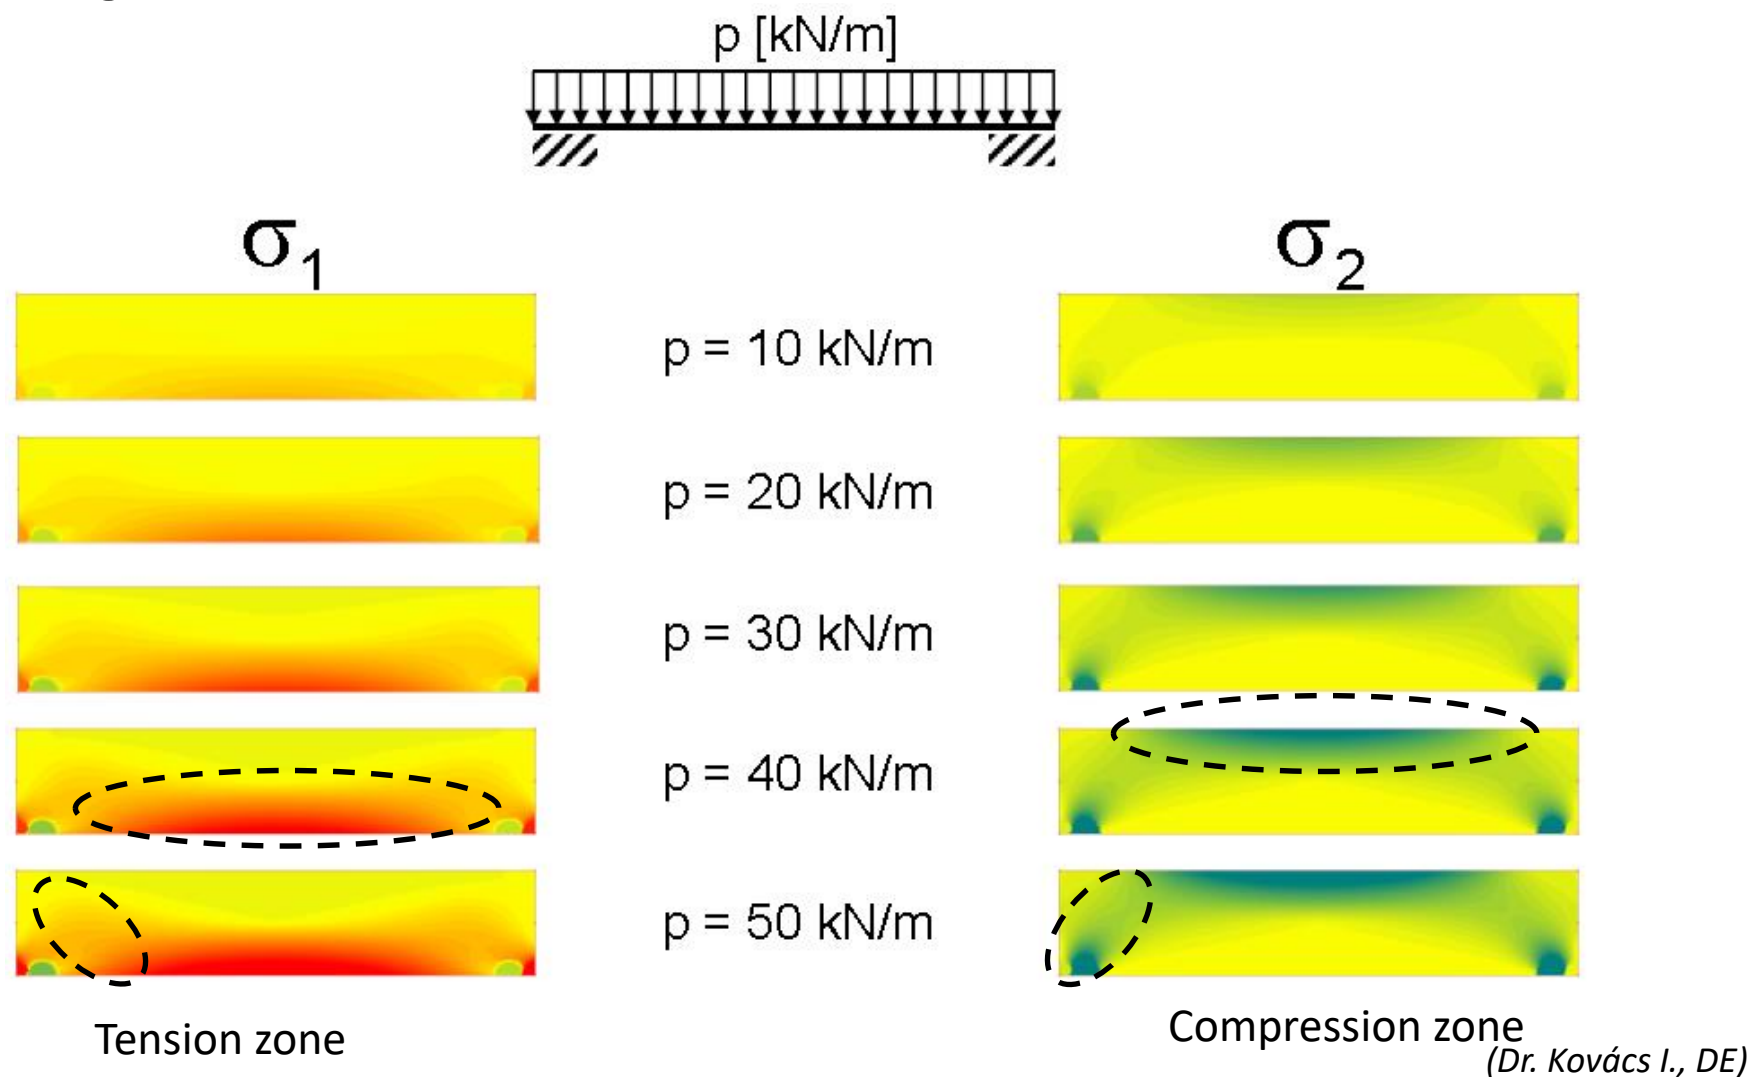 p [kN/m]
σ1
σ2
p = 10 kN/m
p = 20 kN/m
p = 30 kN/m
p = 40 kN/m
p = 50 kN/m
Tension zone
Compression zone
(Dr. Kovács I., DE)